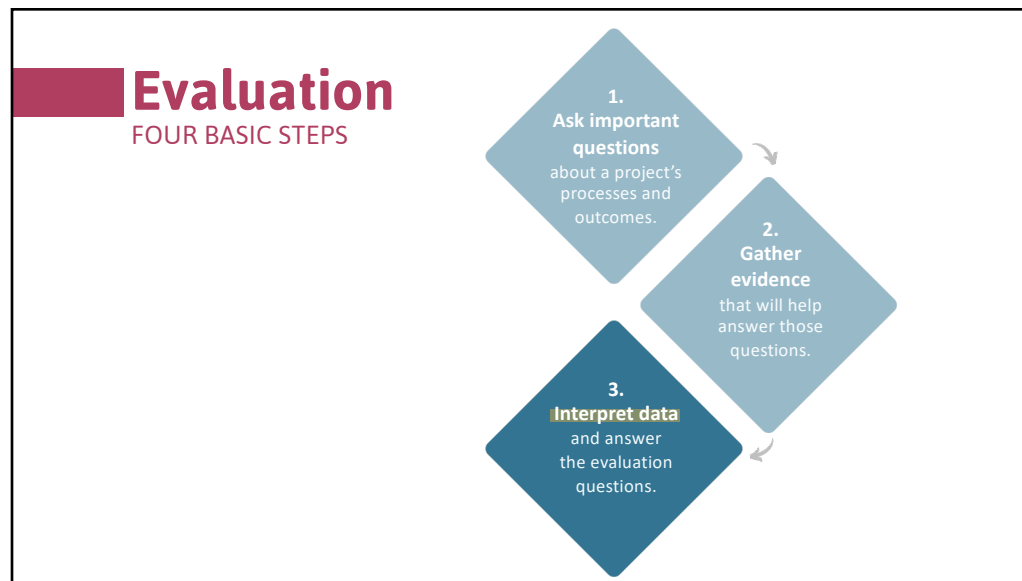 Evaluation
FOUR BASIC STEPS
1.
Ask important
questions
about a project's
processes and
outcomes.
2.
Gather
evidence
that will help
answer those
questions.
3.
Interpret data
and answer
the evaluation
questions.